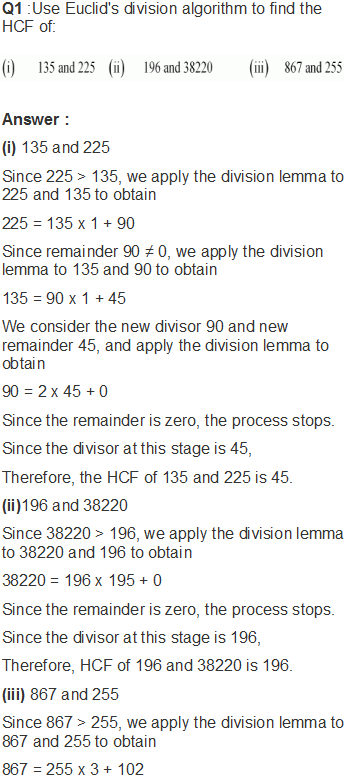 Q1 :Use Euclid's division algorithm to find the
HCF of:
(i) 135 and 225 (ii) 196 and 38220 (iii) 867 and 255
Answer :
(i) 135 and 225
Since 225 > 135, we apply the division lemma to
225 and 135 to obtain
225 = 135 x 1 + 90
Since remainder 90 ≠ 0, we apply the division
lemma to 135 and 90 to obtain
135 = 90 x 1 + 45
We consider the new divisor 90 and new
remainder 45, and apply the division lemma to
obtain
90 = 2 x 45 + 0
Since the remainder is zero, the process stops.
Since the divisor at this stage is 45,
Therefore, the HCF of 135 and 225 is 45.
(ii)196 and 38220
Since 38220 > 196, we apply the division lemma
to 38220 and 196 to obtain
38220 = 196 x 195 + 0
Since the remainder is zero, the process stops.
Since the divisor at this stage is 196,
Therefore, HCF of 196 and 38220 is 196.
(iii) 867 and 255
Since 867 > 255, we apply the division lemma to
867 and 255 to obtain
867 = 255 x 3 + 102